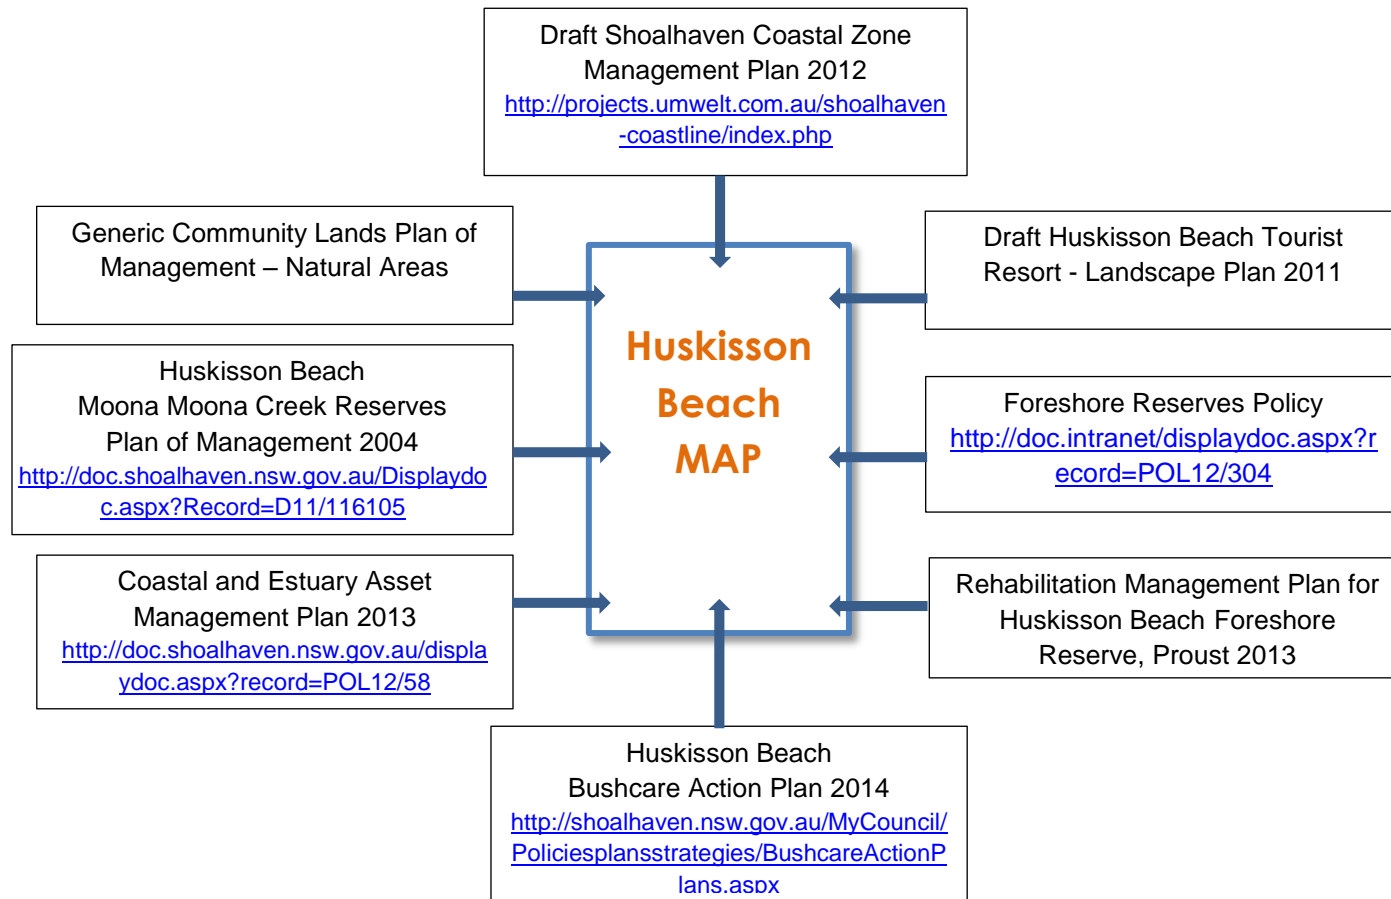 Draft Shoalhaven Coastal Zone
Management Plan 2012
http://projects.umwelt.com.au/shoalhaven
-coastline/index.php
Generic Community Lands Plan of
Management – Natural Areas
Draft Huskisson Beach Tourist
Resort - Landscape Plan 2011
Huskisson
Beach
MAP
Huskisson Beach
Moona Moona Creek Reserves
Plan of Management 2004
http://doc.shoalhaven.nsw.gov.au/Displaydo
c.aspx?Record=D11/116105
Foreshore Reserves Policy
http://doc.intranet/displaydoc.aspx?r
ecord=POL12/304
Coastal and Estuary Asset
Management Plan 2013
http://doc.shoalhaven.nsw.gov.au/displa
ydoc.aspx?record=POL12/58
Rehabilitation Management Plan for
Huskisson Beach Foreshore
Reserve, Proust 2013
Huskisson Beach
Bushcare Action Plan 2014
http://shoalhaven.nsw.gov.au/MyCouncil/
Policiesplansstrategies/BushcareActionP
lans.aspx